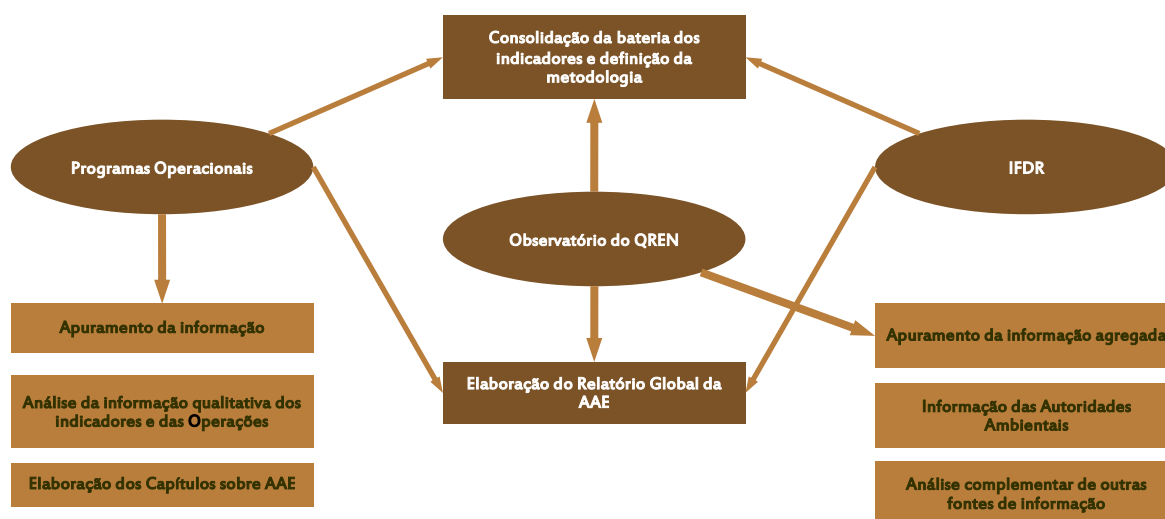 Consolidação da bateria dos
indicadores e definição da
metodologia
Programas Operacionais
IFDR
Observatório do QREN
Apuramento da informação
Apuramento da informação agregada
Elaboração do Relatório Global da
AAE
Análise da informação qualitativa dos
indicadores e das Operações
Informação das Autoridades
Ambientais
Elaboração dos Capítulos sobre AAE
Análise complementar de outras
fontes de informação